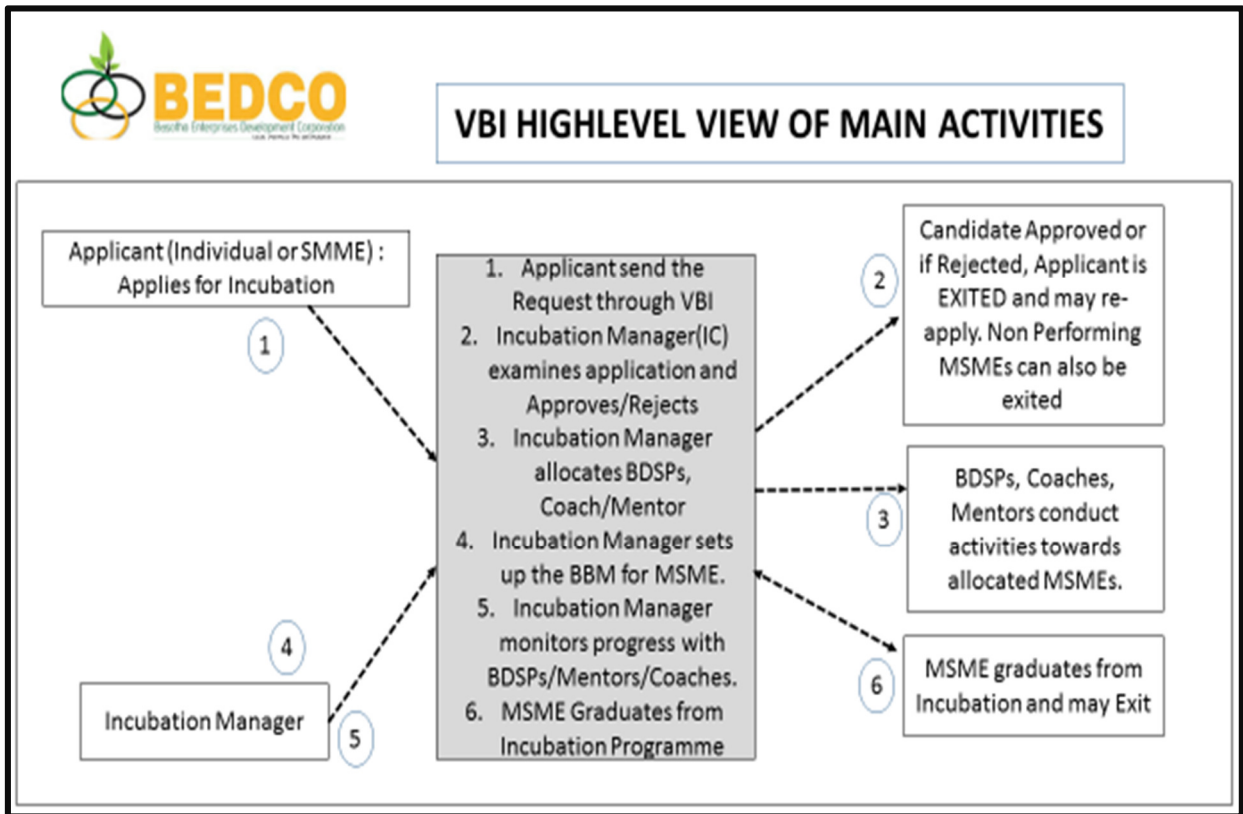 BEDCO
Basotho Enterprises Development Corporation
VBI HIGHLEVEL VIEW OF MAIN ACTIVITIES
Applicant (Individual or SMME) :
Applies for Incubation
1
1. Applicant send the
Request through VBI
2. Incubation Manager(IC)
examines application and
Approves/Rejects
3. Incubation Manager
allocates BDSPs,
Coach/Mentor
4. Incubation Manager sets
up the BBM for MSME.
5. Incubation Manager
monitors progress with
BDSPs/Mentors/Coaches.
6. MSME Graduates from
Incubation Programme
4
Incubation Manager
5
2
Candidate Approved or
if Rejected, Applicant is
EXITED and may re-
apply. Non Performing
MSMEs can also be
exited
3
BDSPs, Coaches,
Mentors conduct
activities towards
allocated MSMEs.
6
MSME graduates from
Incubation and may Exit